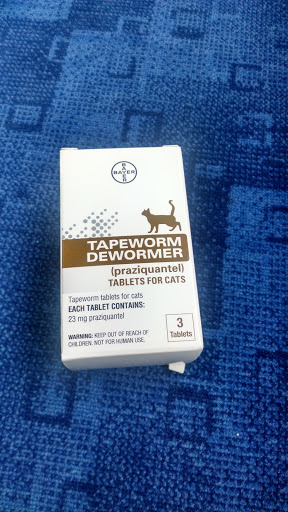 BAYER
TAPEWORM
DEWORMER
(praziquantel)
TABLETS FOR CATS
Tapeworm tablets for cats
EACH TABLET CONTAINS:
23 mg praziquantel
WARNING: KEEP OUT OF REACH OF
CHILDREN. NOT FOR HUMAN USE.
3
Tablets